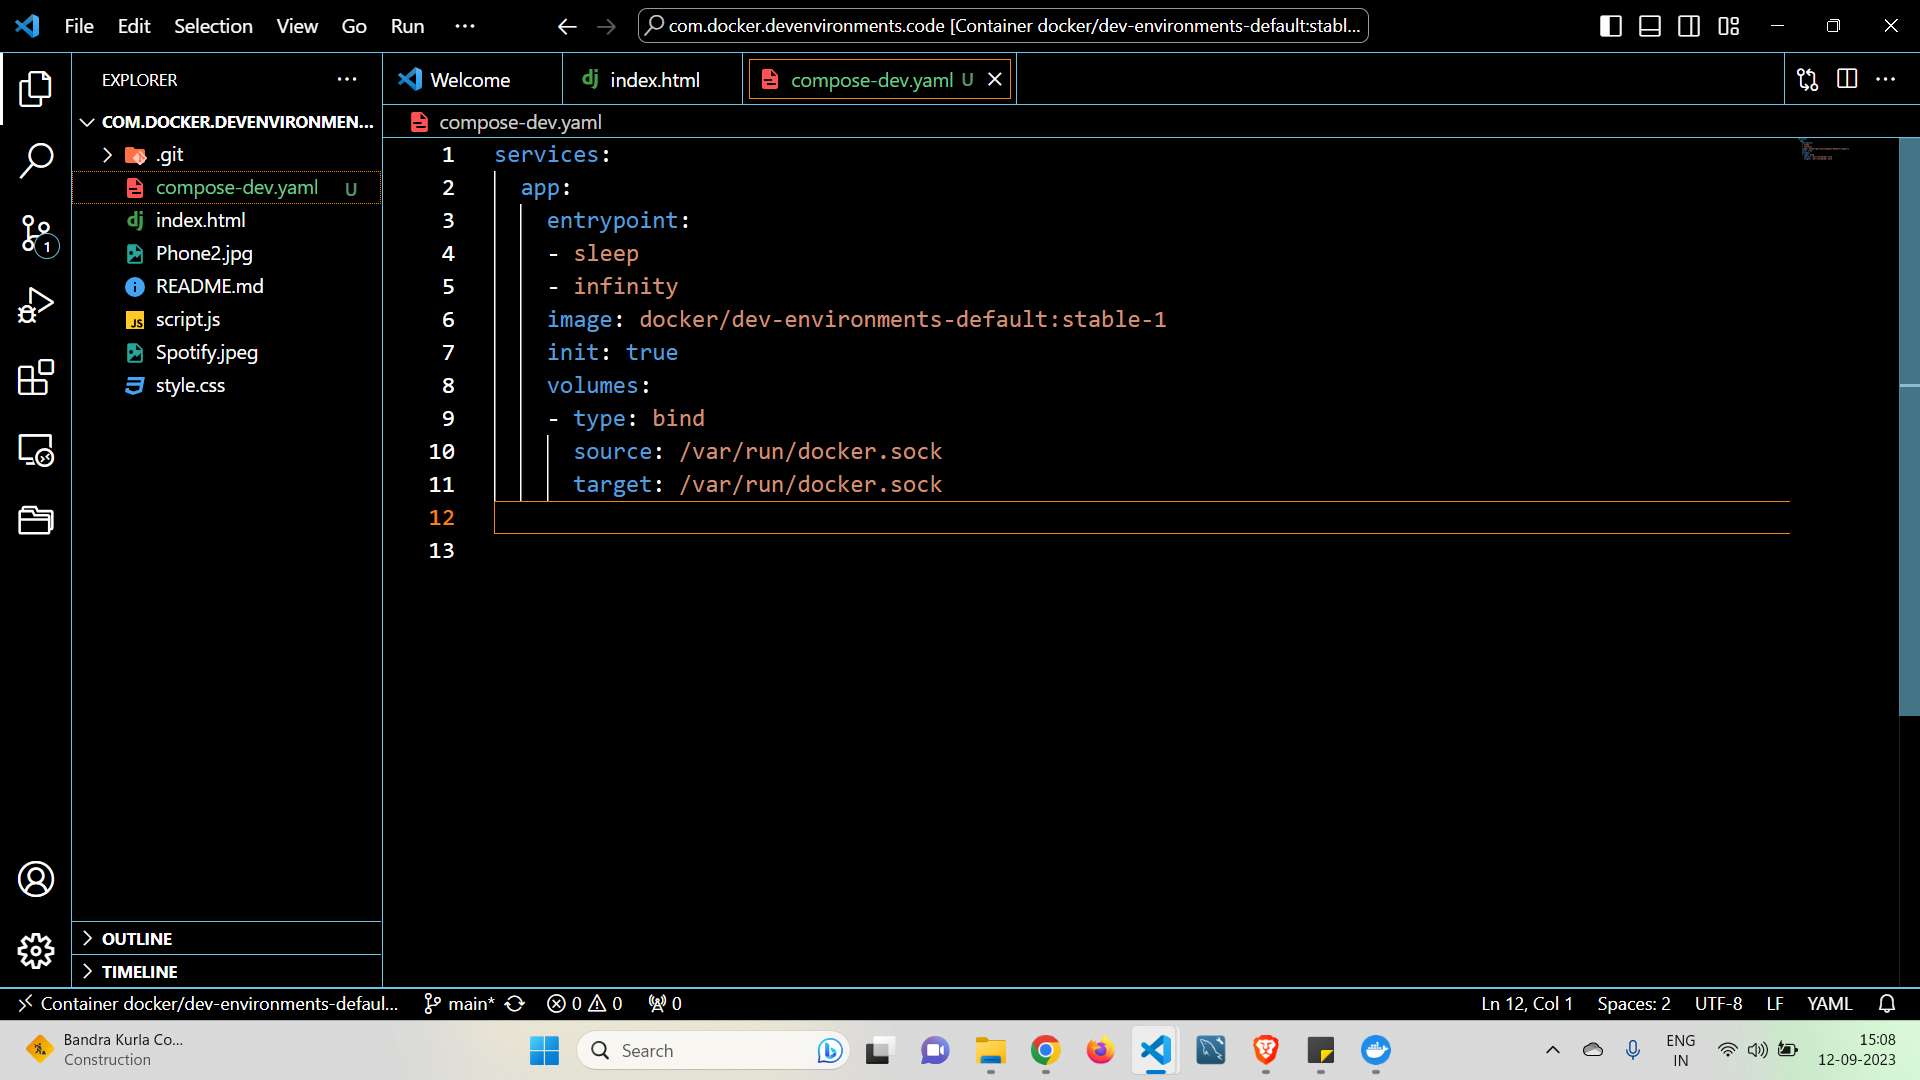 File Edit Selection View Go Run ···
com.docker.devenvironments.code [Container docker/dev-environments-default:stabl...
EXPLORER ···
Welcome
dj index.html
compose-dev.yaml U
COM.DOCKER.DEVENVIRONMEN...
.git
compose-dev.yaml U
dj index.html
Phone2.jpg
README.md
JS script.js
Spotify.jpeg
style.css
1
compose-dev.yaml
1 services:
2 app:
3 entrypoint:
4 - sleep
5 - infinity
6 image: docker/dev-environments-default:stable-1
7 init: true
8 volumes:
9 - type: bind
10 source: /var/run/docker.sock
11 target: /var/run/docker.sock
12
13
OUTLINE
TIMELINE
Container docker/dev-environments-defaul... main* 0 0 0
Ln 12, Col 1 Spaces: 2 UTF-8 LF YAML
Bandra Kurla Co...
Construction
Search
ENG
IN
15:08
12-09-2023